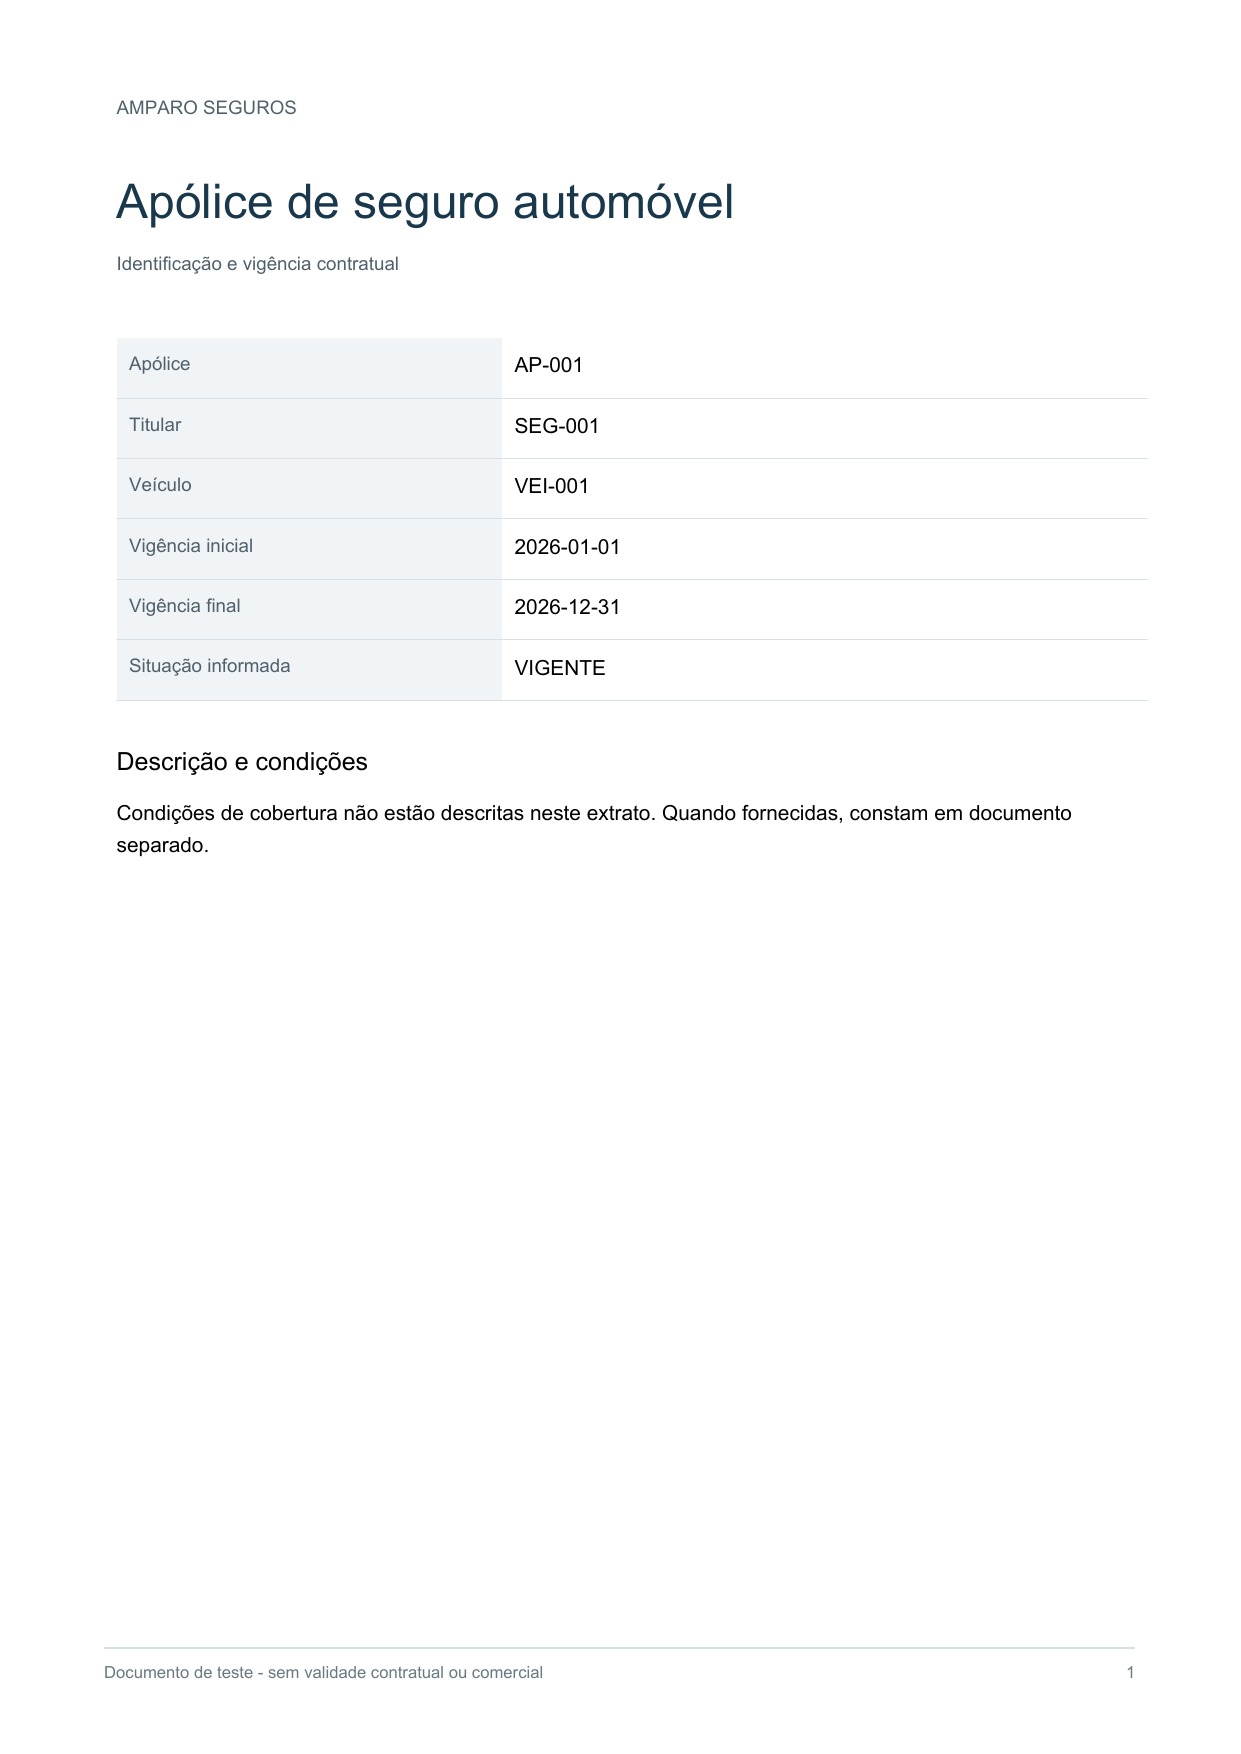 AMPARO SEGUROS
Apólice de seguro automóvel
Identificação e vigência contratual
Apólice AP-001
Titular SEG-001
Veículo VEI-001
Vigência inicial 2026-01-01
Vigência final 2026-12-31
Situação informada VIGENTE
Descrição e condições
Condições de cobertura não estão descritas neste extrato. Quando fornecidas, constam em documento
separado.
Documento de teste - sem validade contratual ou comercial 1